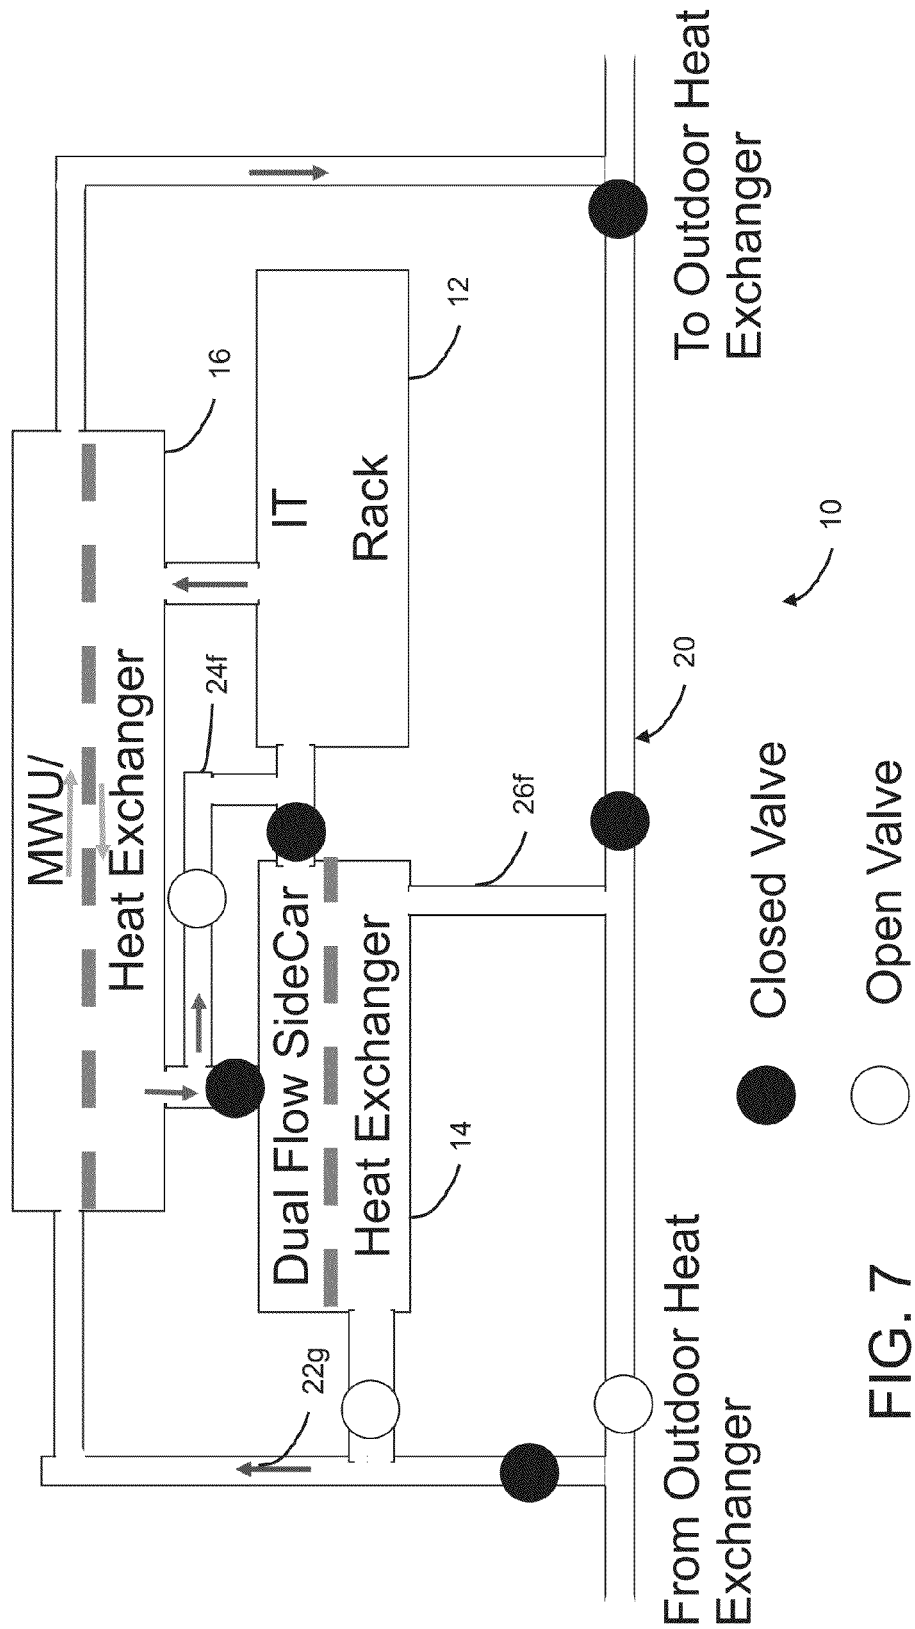 MWU/
Heat Exchanger
16
24f
IT
Rack
12
Dual Flow SideCar
Heat Exchanger
14
22g
26f
20
10
From Outdoor Heat
Exchanger
To Outdoor Heat
Exchanger
Closed Valve
Open Valve
FIG. 7